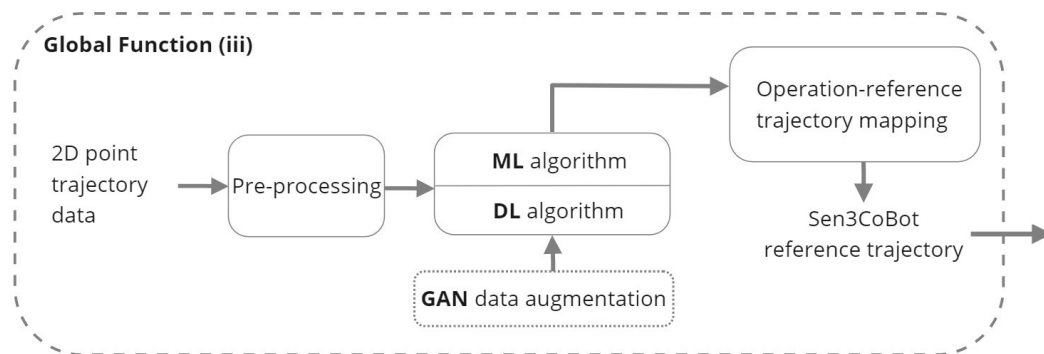 Global Function (iii)
2D point
trajectory
data
Pre-processing
ML algorithm
DL algorithm
GAN data augmentation
Operation-reference
trajectory mapping
Sen3CoBot
reference trajectory